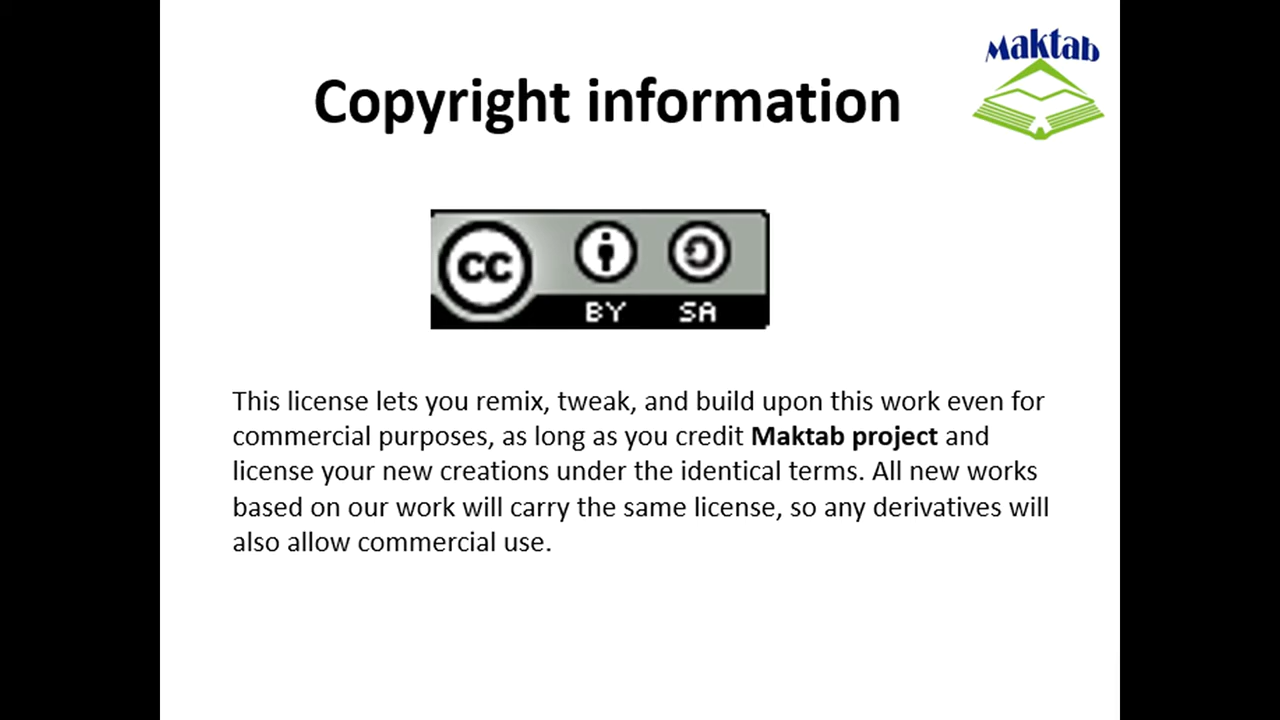 Maktab
Copyright information
CC
BY SA
This license lets you remix, tweak, and build upon this work even for
commercial purposes, as long as you credit Maktab project and
license your new creations under the identical terms. All new works
based on our work will carry the same license, so any derivatives will
also allow commercial use.